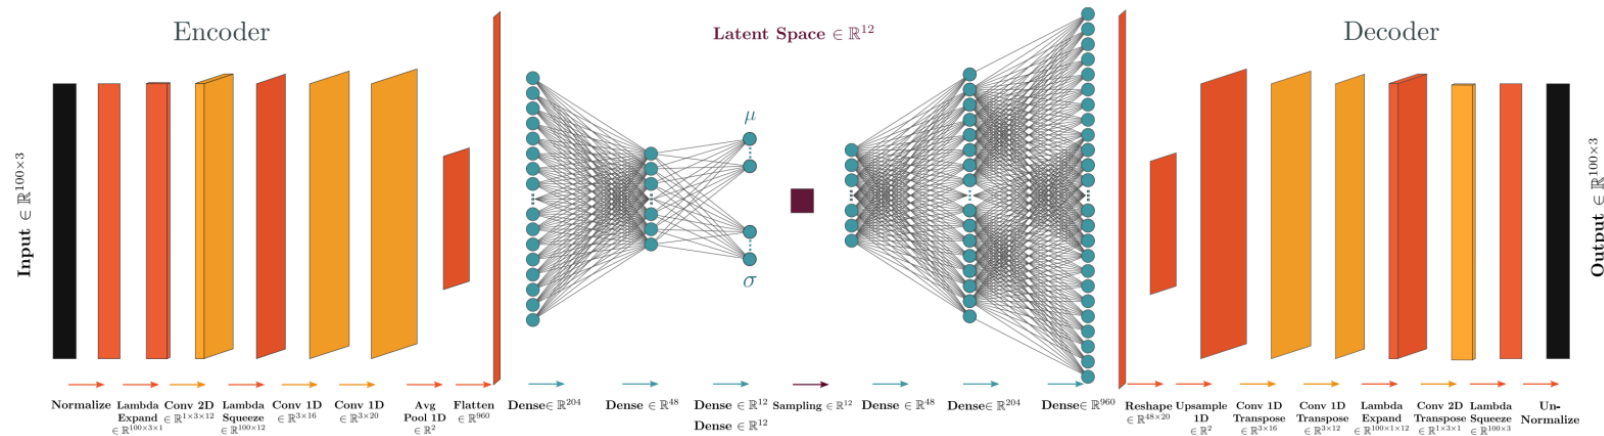 Encoder
Latent Space ∈ ℝ¹²
Decoder
Input ∈ ℝ¹⁰⁰ˣ³
μ
σ
Output ∈ ℝ¹⁰⁰ˣ³
Normalize
Lambda
Expand
∈ ℝ¹⁰⁰ˣ³ˣ¹
Conv 2D
∈ ℝ¹ˣ³ˣ¹²
Lambda
Squeeze
∈ ℝ¹⁰⁰ˣ¹²
Conv 1D
∈ ℝ³ˣ¹⁶
Conv 1D
∈ ℝ³ˣ²⁰
Avg
Pool 1D
∈ ℝ²
Flatten
∈ ℝ⁹⁶⁰
Dense∈ ℝ²⁰⁴
Dense ∈ ℝ⁴⁸
Dense ∈ ℝ¹²
Dense ∈ ℝ¹²
Sampling ∈ ℝ¹²
Dense ∈ ℝ⁴⁸
Dense∈ ℝ²⁰⁴
Dense∈ ℝ⁹⁶⁰
Reshape
∈ ℝ⁴⁸ˣ²⁰
Upsample
1D
∈ ℝ²
Conv 1D
Transpose
∈ ℝ³ˣ¹⁶
Conv 1D
Transpose
∈ ℝ³ˣ¹²
Lambda
Expand
∈ ℝ¹⁰⁰ˣ¹ˣ¹²
Conv 2D
Transpose
∈ ℝ¹ˣ³ˣ¹
Lambda
Squeeze
∈ ℝ¹⁰⁰ˣ³
Un-
Normalize